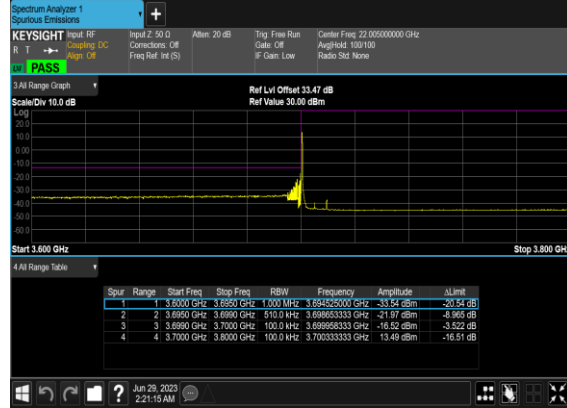 Spectrum Analyzer 1
Spurious Emissions
KEYSIGHT Input: RF Input Z: 50 Ω Atten: 20 dB Trig: Free Run Center Freq: 22.005000000 GHz
R T Coupling: DC Corrections: Off Gate: Off Avg|Hold: 100/100
Align: Off Freq Ref: Int (S) IF Gain: Low Radio Std: None
LW PASS
3 All Range Graph
Ref Lvl Offset 33.47 dB
Scale/Div 10.0 dB Ref Value 30.00 dBm
Log
20.0
10.0
0.00
-10.0
-20.0
-30.0
-40.0
-50.0
-60.0
Start 3.600 GHz Stop 3.800 GH
4 All Range Table
Spur Range Start Freq Stop Freq RBW Frequency Amplitude ΔLimit
1 1 3.6000 GHz 3.6950 GHz 1.000 MHz 3.694525000 GHz -33.54 dBm -20.54 dB
2 2 3.6950 GHz 3.6990 GHz 510.0 kHz 3.698653333 GHz -21.97 dBm -8.965 dB
3 3 3.6990 GHz 3.7000 GHz 100.0 kHz 3.699958333 GHz -16.52 dBm -3.522 dB
4 4 3.7000 GHz 3.8000 GHz 100.0 kHz 3.700333333 GHz 13.49 dBm -16.51 dB
? Jun 29, 2023
2:21:15 AM